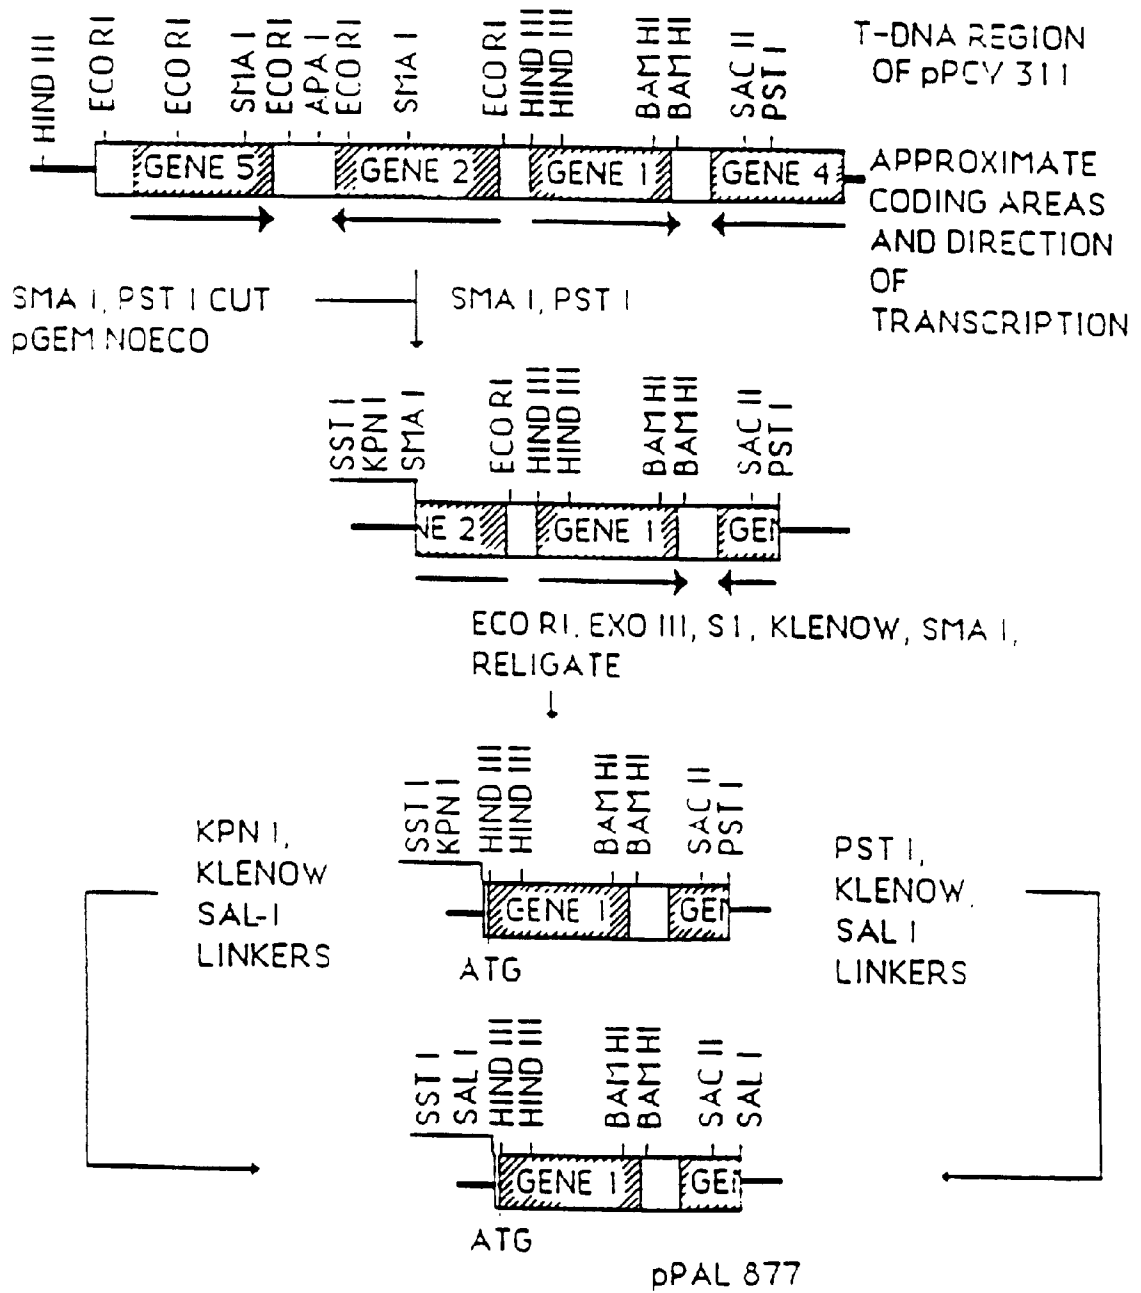 HIND III
ECO RI
ECO RI
SMA I
ECO RI
APA I
ECO RI
SMA I
ECO RI
HIND III
HIND III
BAM HI
BAM HI
SAC II
PST I
T-DNA REGION
OF pPCY 311
GENE 5
GENE 2
GENE 1
GENE 4
APPROXIMATE
CODING AREAS
AND DIRECTION
OF
TRANSCRIPTION
SMA I, PST I CUT
pGEM NOECO
SMA I, PST I
SST I
KPN I
SMA I
ECO RI
HIND III
HIND III
BAM HI
BAM HI
SAC II
PST I
NE 2
GENE 1
GEN
ECO RI, EXO III, S1, KLENOW, SMA I,
RELIGATE
SST I
KPN I
HIND III
HIND III
BAM HI
BAM HI
SAC II
PST I
KPN I,
KLENOW
SAL-I
LINKERS
GENE 1
GEN
ATG
PST I,
KLENOW,
SAL I
LINKERS
SST I
SAL I
HIND III
HIND III
BAM HI
BAM HI
SAC II
SAL I
GENE 1
GEN
ATG
pPAL 877